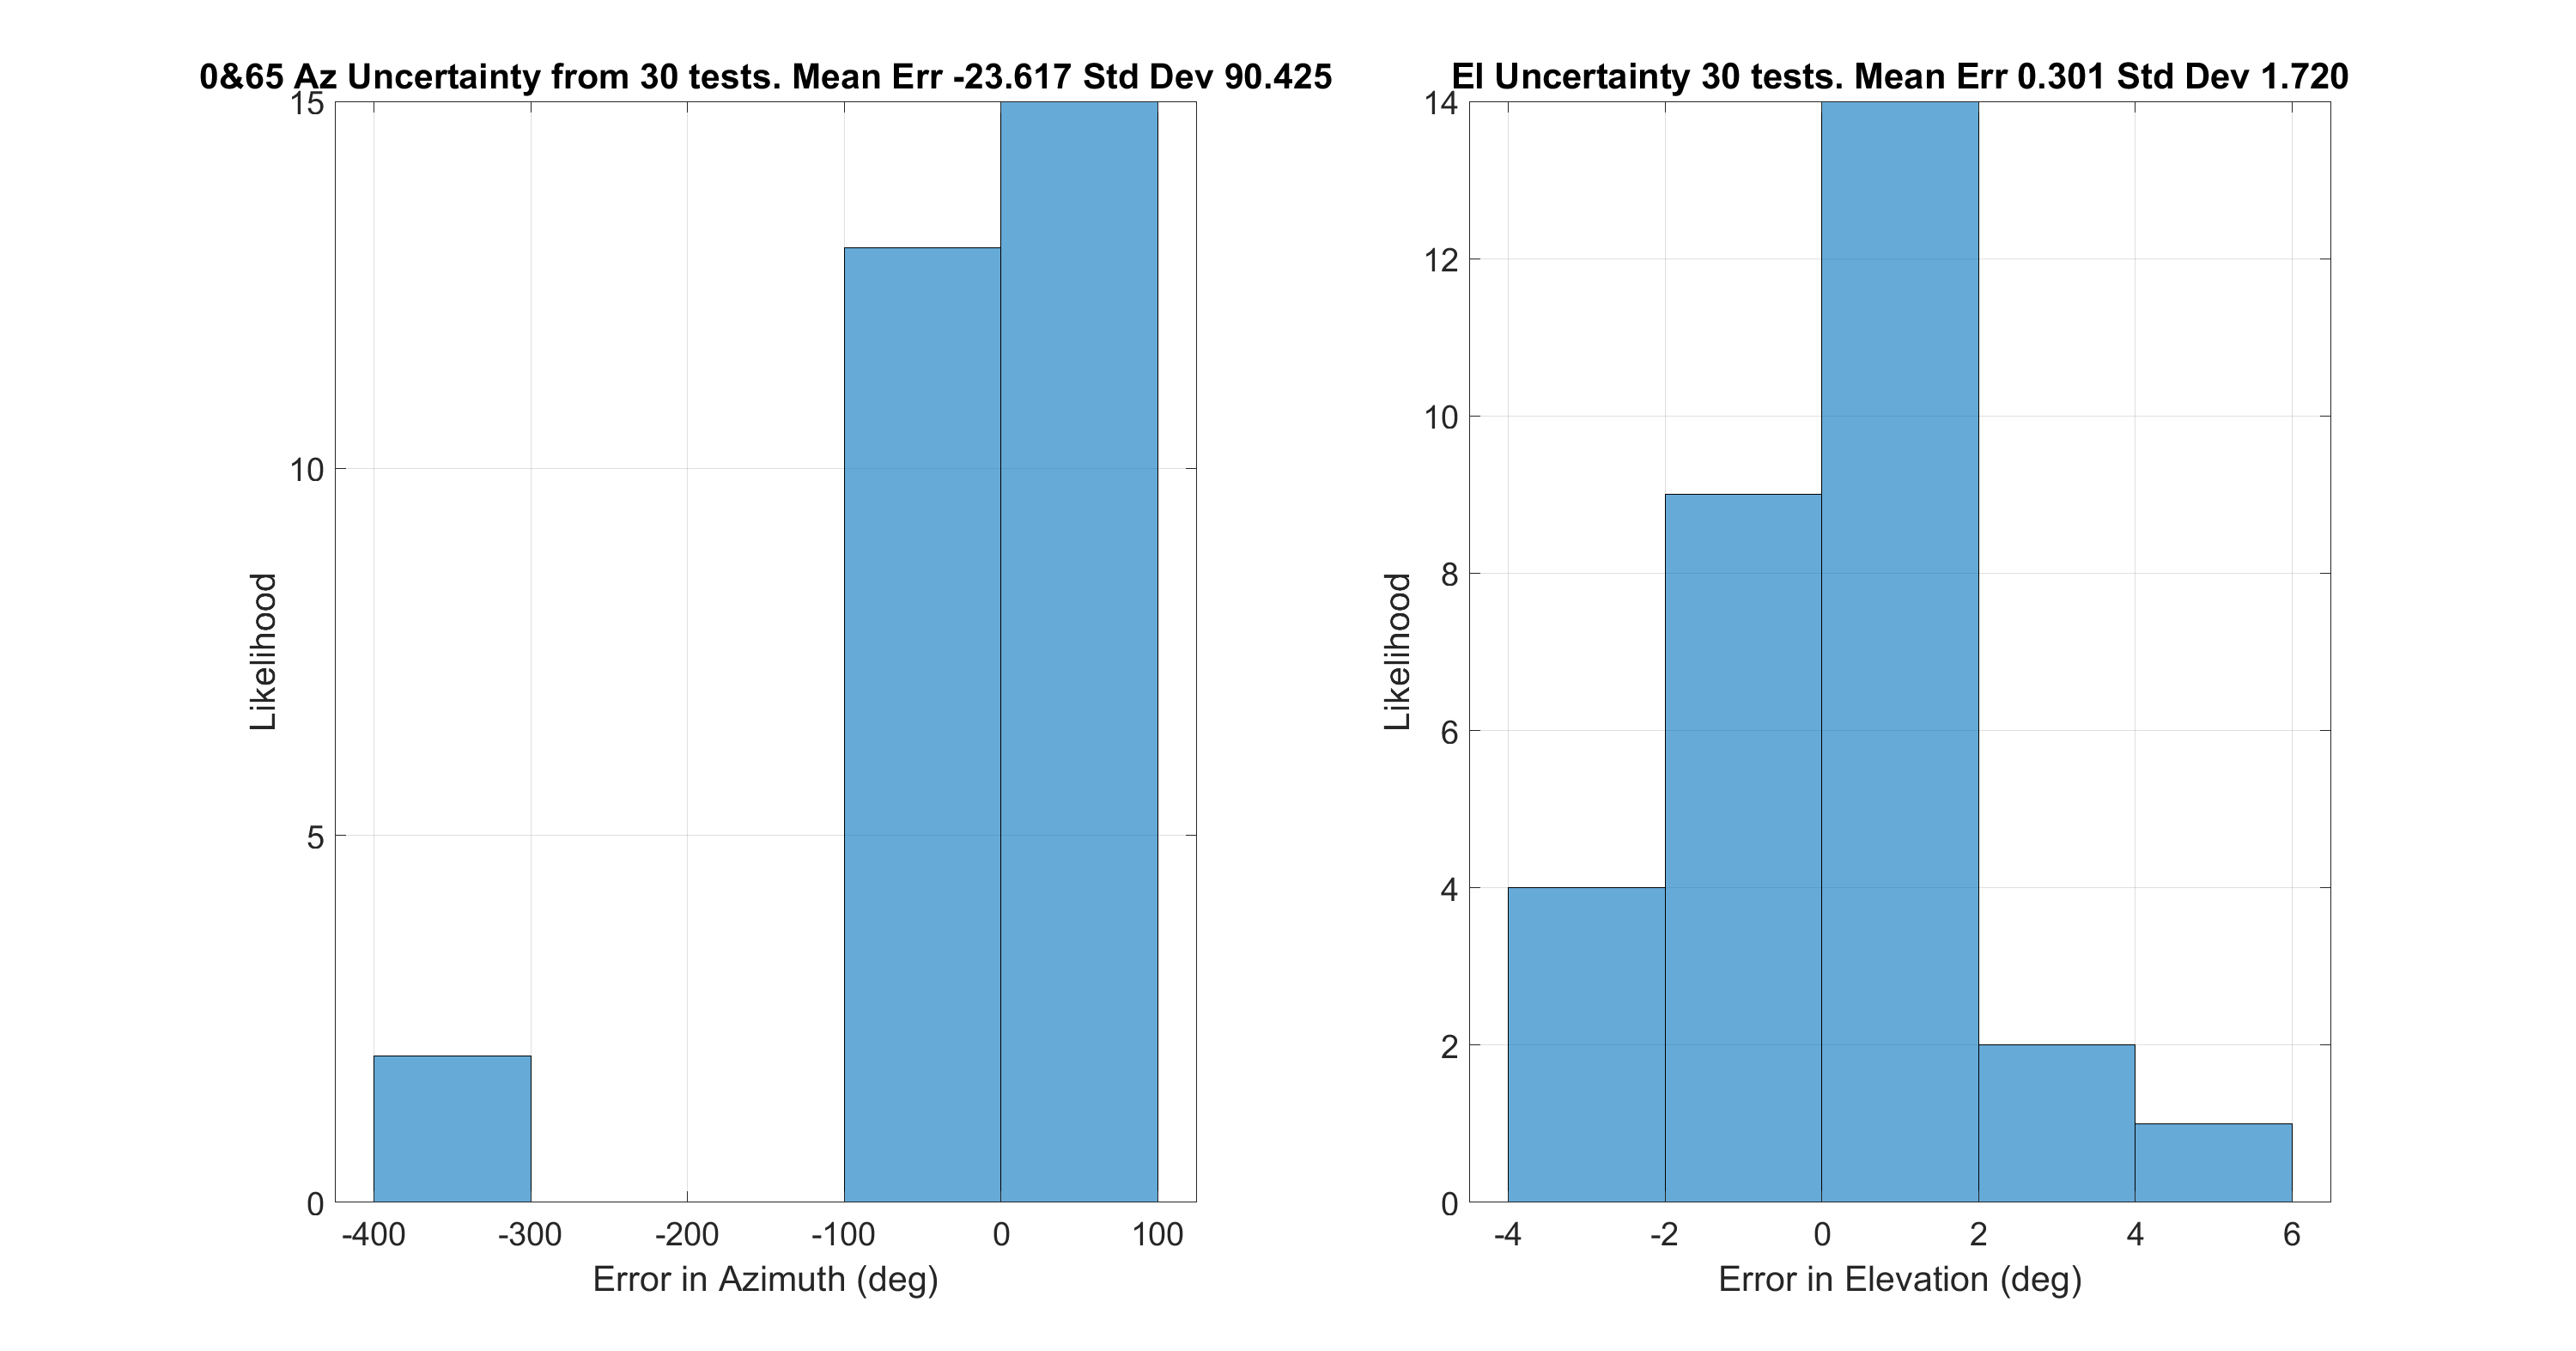 0&65 Az Uncertainty from 30 tests. Mean Err -23.617 Std Dev 90.425
15
10
5
0
Likelihood
-400 -300 -200 -100 0 100
Error in Azimuth (deg)
El Uncertainty 30 tests. Mean Err 0.301 Std Dev 1.720
14
12
10
8
6
4
2
0
Likelihood
-4 -2 0 2 4 6
Error in Elevation (deg)